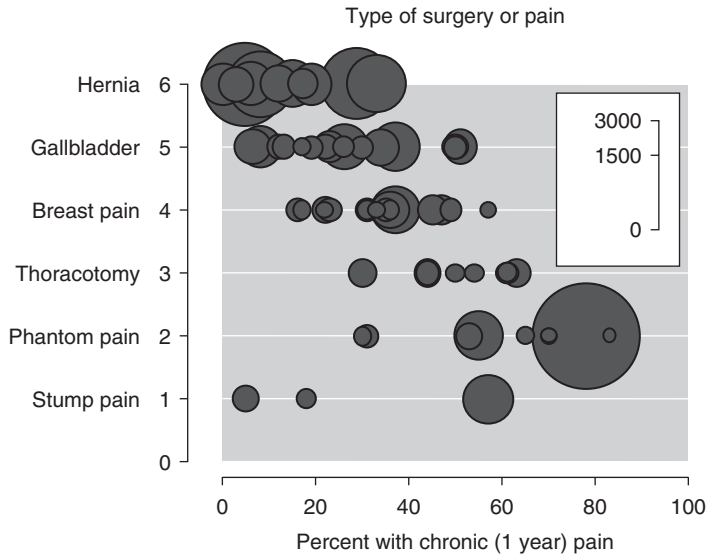 Type of surgery or pain
Hernia 6
Gallbladder 5
Breast pain 4
Thoracotomy 3
Phantom pain 2
Stump pain 1
0
3000
1500
0
0 20 40 60 80 100
Percent with chronic (1 year) pain